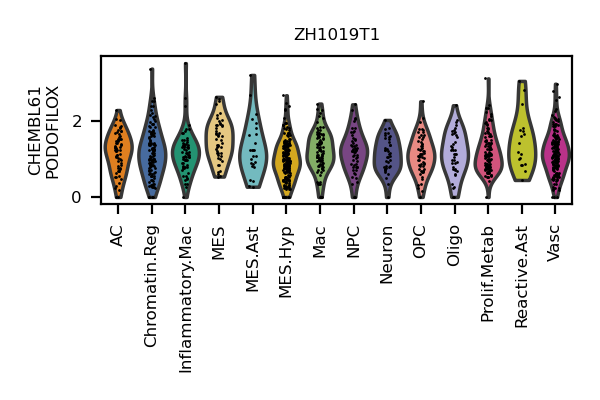 ZH1019T1
CHEMBL61
PODOFILOX
2
0
AC
Chromatin.Reg
Inflammatory.Mac
MES
MES.Ast
MES.Hyp
Mac
NPC
Neuron
OPC
Oligo
Prolif.Metab
Reactive.Ast
Vasc